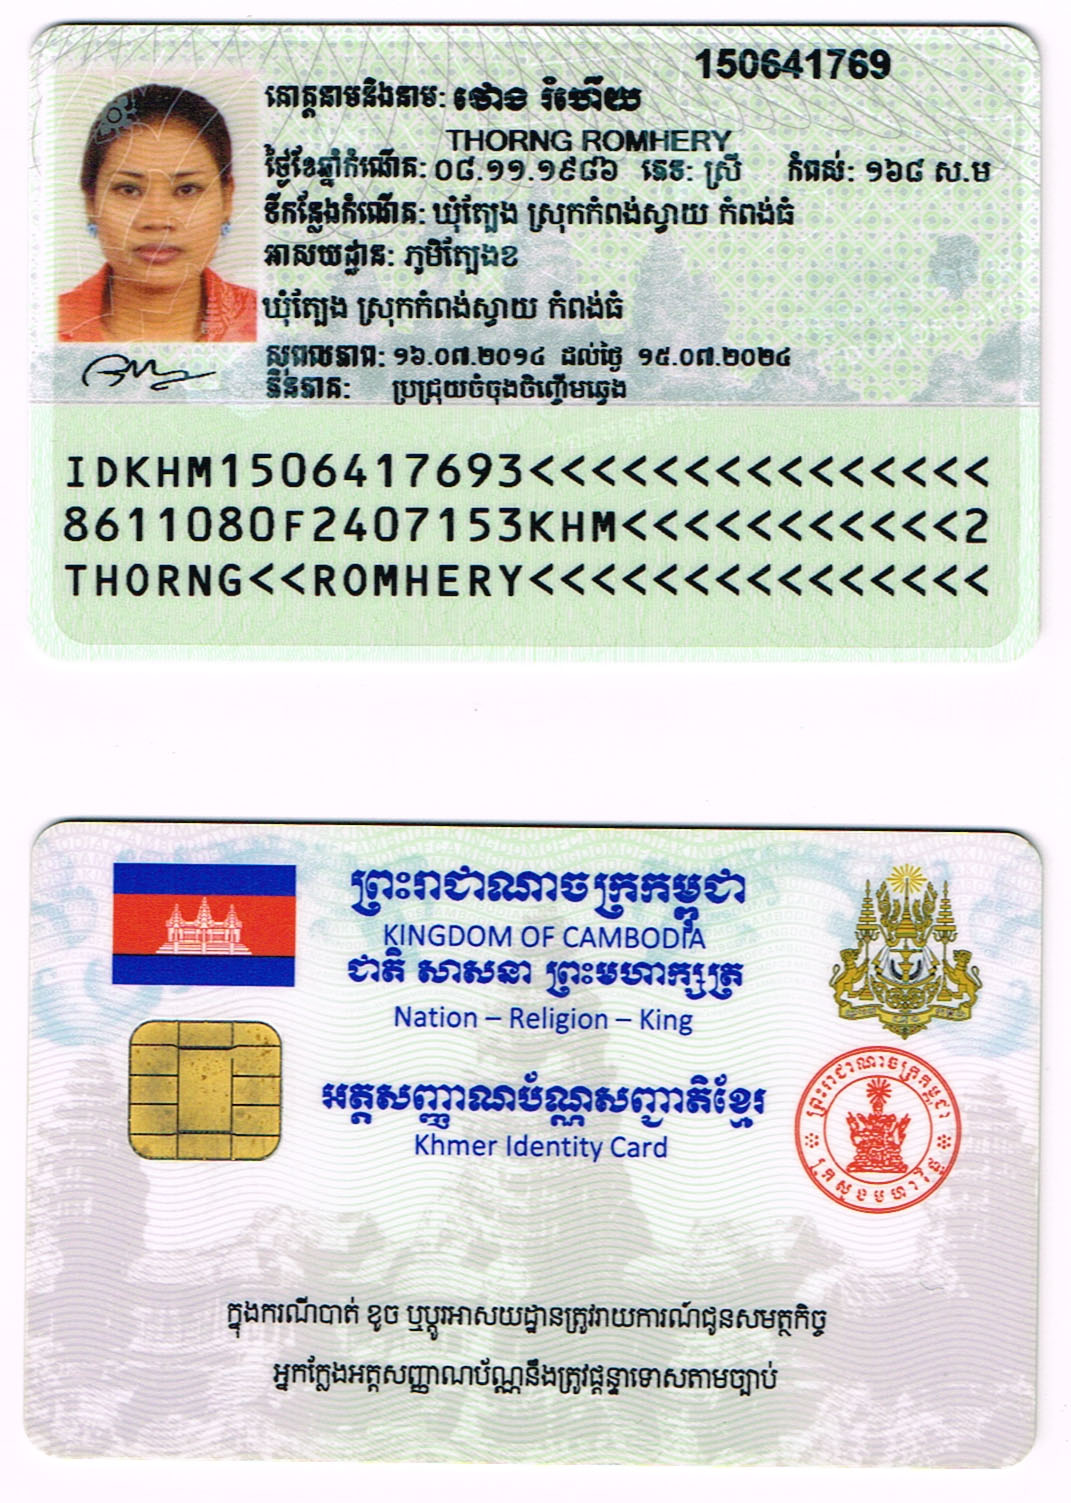 150641769
គោត្តនាមនិងនាម: ថោង រំហើយ
THORNG ROMHERY
ថ្ងៃខែឆ្នាំកំណើត: ០៨.១១.១៩៨៦ ភេទ: ស្រី កំពស់: ១៦៨ ស.ម
ទីកន្លែងកំណើត: ឃុំត្បែង ស្រុកកំពង់ស្វាយ កំពង់ធំ
អាសយដ្ឋាន: ភូមិត្បែងខ
ឃុំត្បែង ស្រុកកំពង់ស្វាយ កំពង់ធំ
សុពលភាព: ១៦.០៧.២០១៤ ដល់ថ្ងៃ ១៥.០៧.២០២៤
ភិនភាគ: ប្រជ្រុយចំចុងចិញ្ចើមឆ្វេង
IDKHM1506417693<<<<<<<<<<<<<<<
8611080F2407153KHM<<<<<<<<<<<2
THORNG<<ROMHERY<<<<<<<<<<<<<<<
ព្រះរាជាណាចក្រកម្ពុជា
KINGDOM OF CAMBODIA
ជាតិ សាសនា ព្រះមហាក្សត្រ
Nation – Religion – King
អត្តសញ្ញាណប័ណ្ណសញ្ជាតិខ្មែរ
Khmer Identity Card
ព្រះរាជាណាចក្រកម្ពុជា
ក្រសួងមហាផ្ទៃ
ក្នុងករណីបាត់ ខូច ឬប្តូរអាសយដ្ឋានត្រូវរាយការណ៍ជូនសមត្ថកិច្ច
អ្នកក្លែងអត្តសញ្ញាណប័ណ្ណនឹងត្រូវផ្តន្ទាទោសតាមច្បាប់